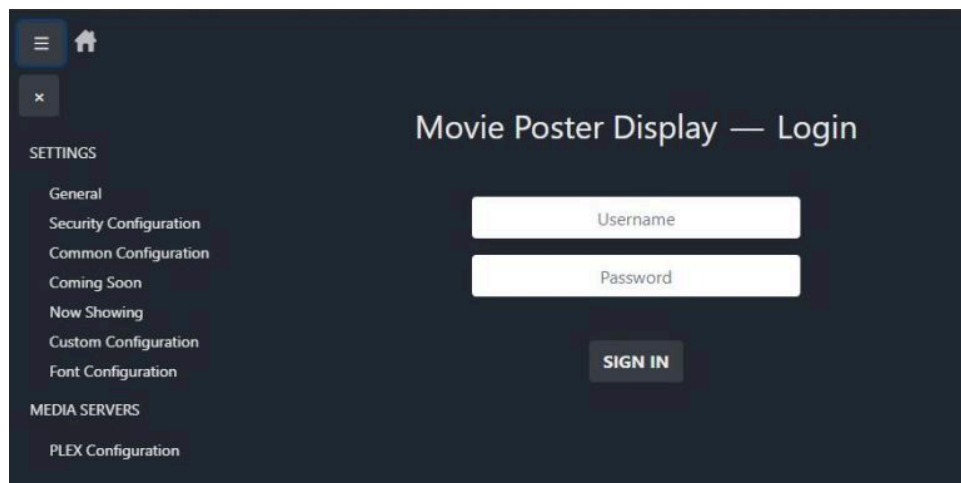 ×
SETTINGS
General
Security Configuration
Common Configuration
Coming Soon
Now Showing
Custom Configuration
Font Configuration
MEDIA SERVERS
PLEX Configuration
Movie Poster Display — Login
Username
Password
SIGN IN